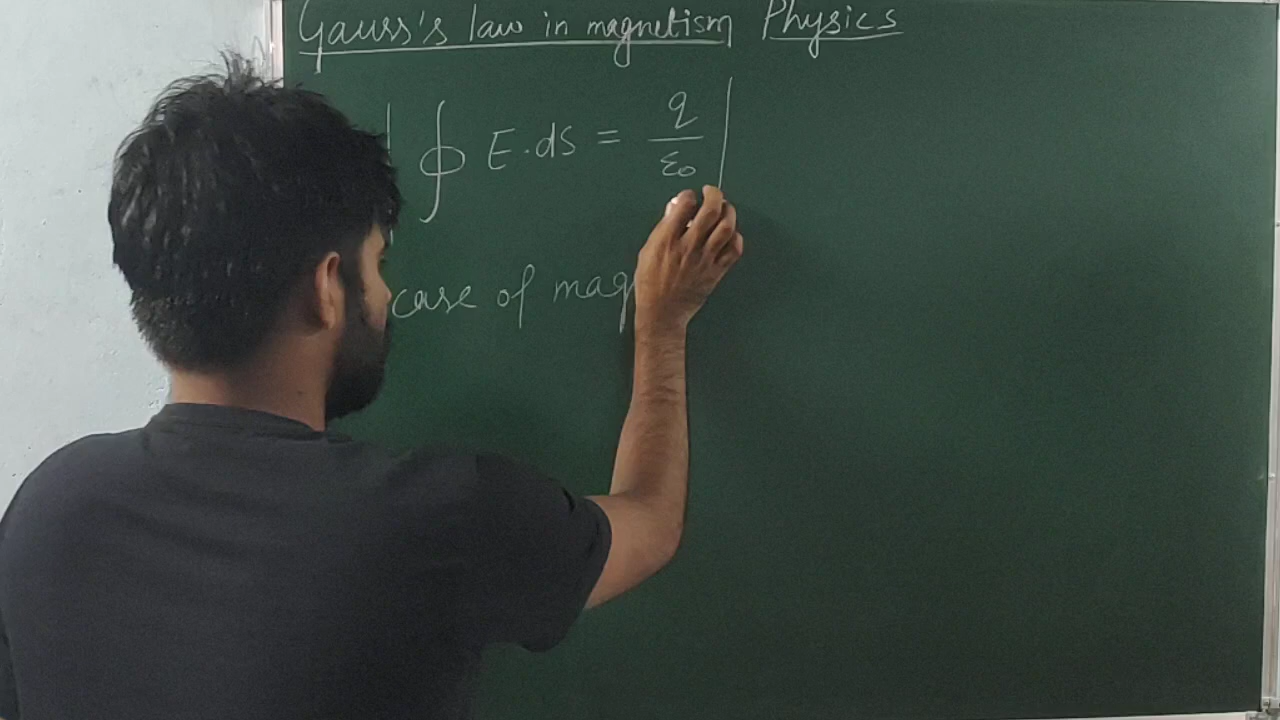 Gauss's law in magnetism Physics
∮ E.ds = q/ε₀
case of mag